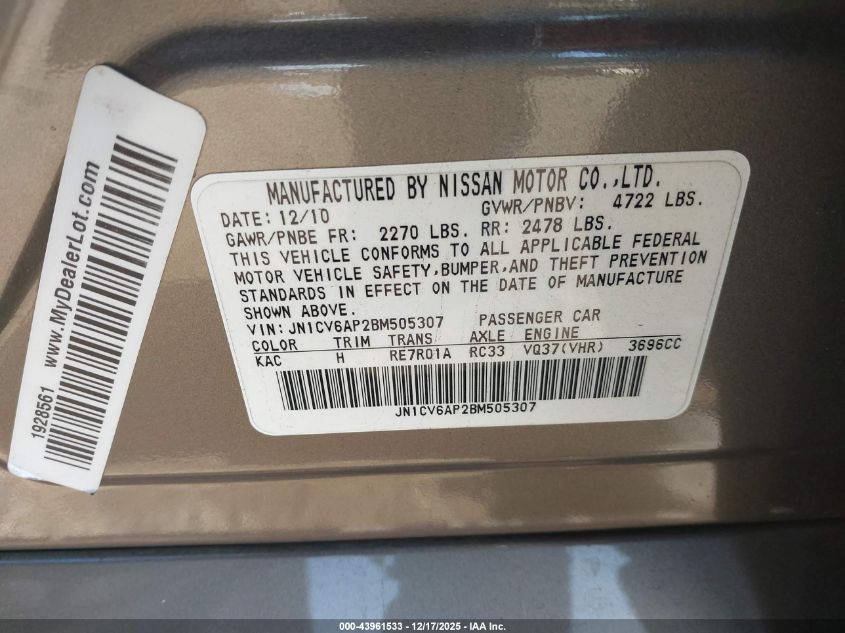 MANUFACTURED BY NISSAN MOTOR CO.,LTD.
DATE: 12/10 GVWR/PNBV: 4722 LBS.
GAWR/PNBE FR: 2270 LBS. RR: 2478 LBS.
THIS VEHICLE CONFORMS TO ALL APPLICABLE FEDERAL
MOTOR VEHICLE SAFETY,BUMPER,AND THEFT PREVENTION
STANDARDS IN EFFECT ON THE DATE OF MANUFACTURE
SHOWN ABOVE.
VIN: JN1CV6AP2BM505307 PASSENGER CAR
COLOR TRIM TRANS AXLE ENGINE
KAC H RE7R01A RC33 VQ37(VHR) 3696CC
JN1CV6AP2BM505307
www.MyDealerLot.com
1928561
000-43961533 - 12/17/2025 - IAA Inc.